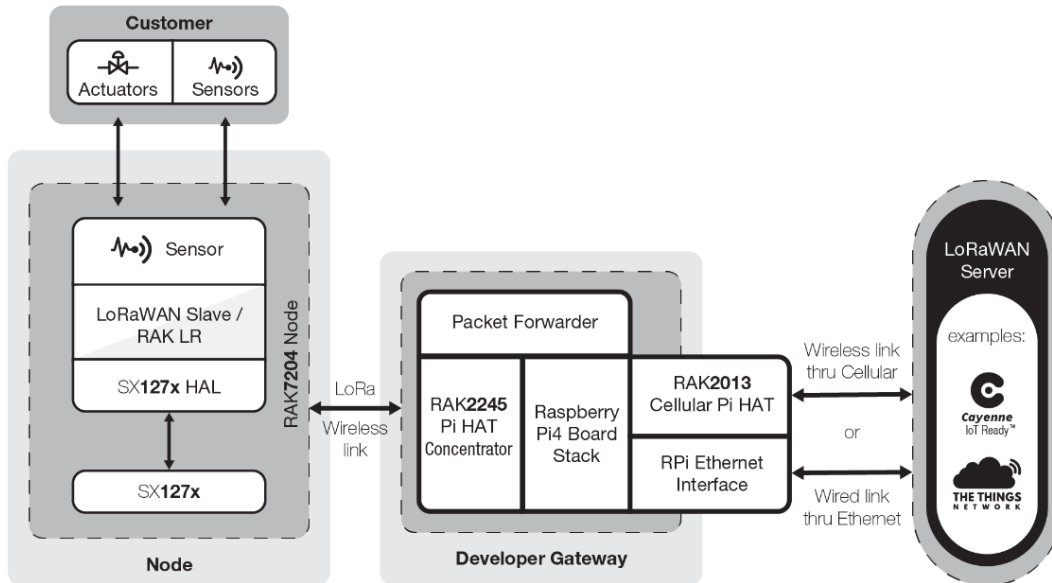 Customer
Actuators
Sensors
Sensor
LoRaWAN Slave /
RAK LR
SX127x HAL
SX127x
RAK7204 Node
Node
LoRa
Wireless
link
Packet Forwarder
RAK2245
Pi HAT
Concentrator
Raspberry
Pi4 Board
Stack
RAK2013
Cellular Pi HAT
RPi Ethernet
Interface
Developer Gateway
Wireless link
thru Cellular
or
Wired link
thru Ethernet
LoRaWAN
Server
examples:
Cayenne
IoT Ready™
THE THINGS
NETWORK